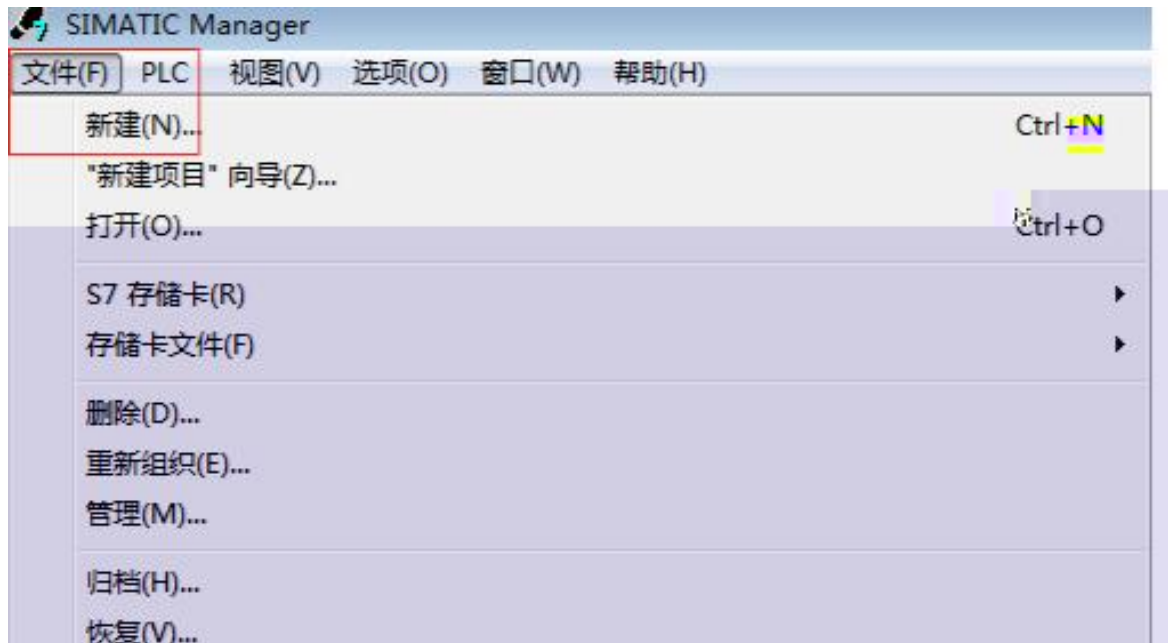 SIMATIC Manager
文件(F) PLC 视图(V) 选项(O) 窗口(W) 帮助(H)
新建(N)... Ctrl+N
"新建项目" 向导(Z)...
打开(O)... Ctrl+O
S7 存储卡(R)
存储卡文件(F)
删除(D)...
重新组织(E)...
管理(M)...
归档(H)...
恢复(V)...